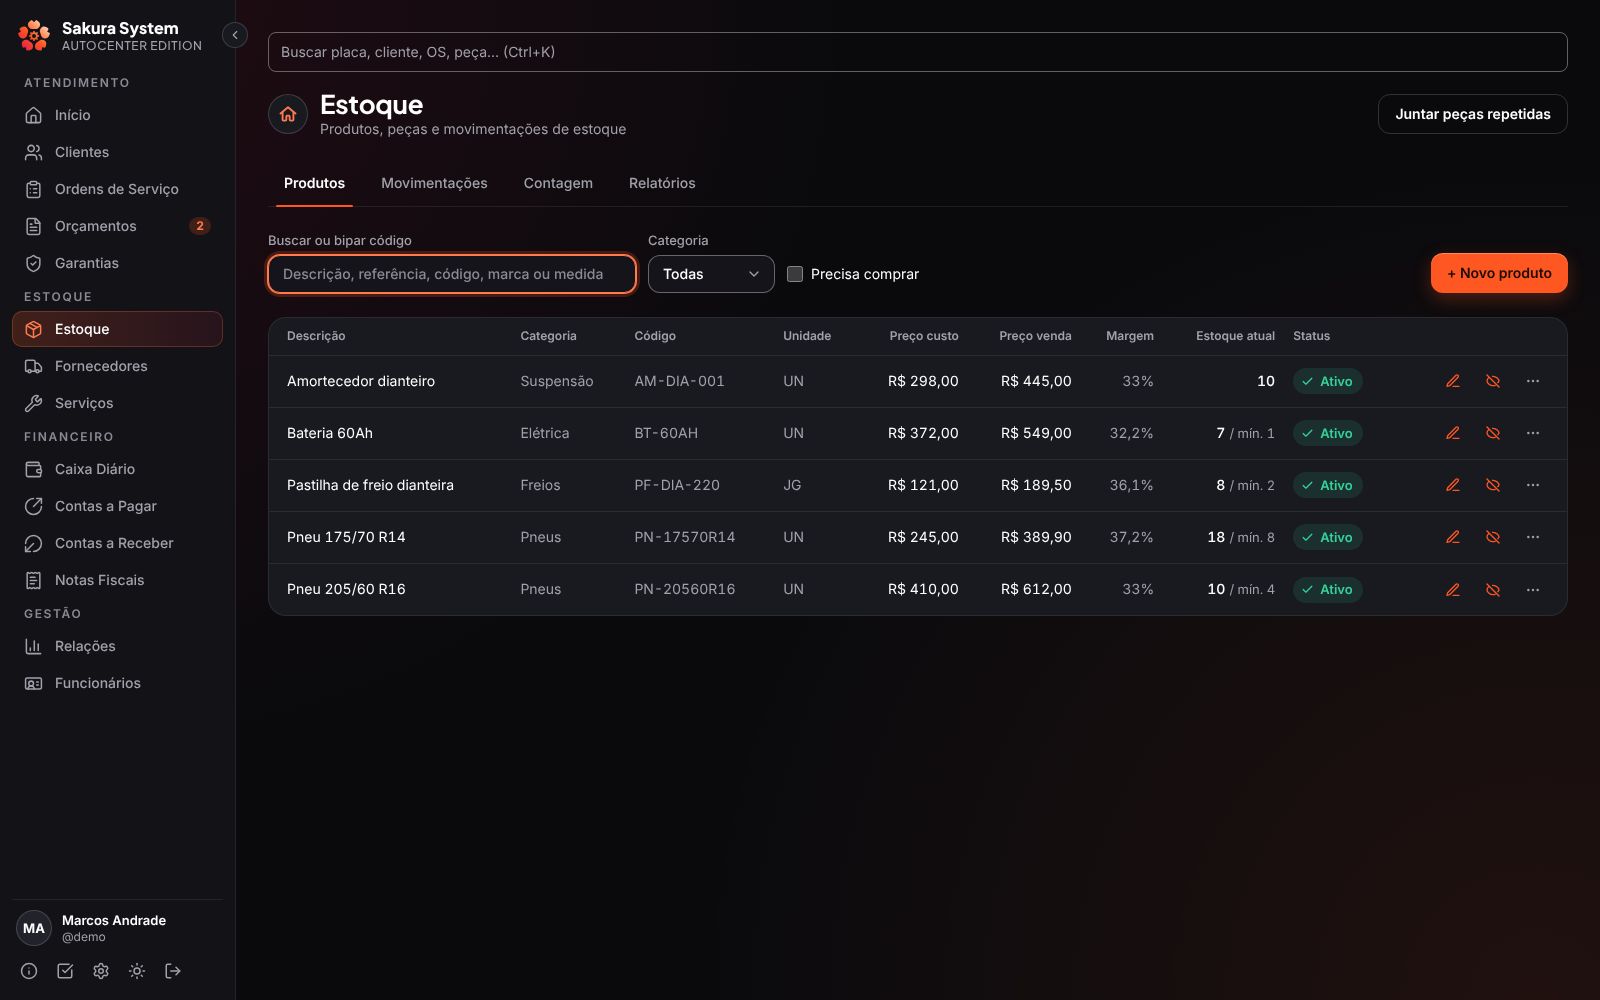 Sakura System
AUTOCENTER EDITION
ATENDIMENTO
Início
Clientes
Ordens de Serviço
Orçamentos 2
Garantias
ESTOQUE
Estoque
Fornecedores
Serviços
FINANCEIRO
Caixa Diário
Contas a Pagar
Contas a Receber
Notas Fiscais
GESTÃO
Relações
Funcionários
MA
Marcos Andrade
@demo
Buscar placa, cliente, OS, peça... (Ctrl+K)
Estoque
Produtos, peças e movimentações de estoque
Juntar peças repetidas
Produtos Movimentações Contagem Relatórios
Buscar ou bipar código Categoria
Descrição, referência, código, marca ou medida Todas Precisa comprar + Novo produto
Descrição Categoria Código Unidade Preço custo Preço venda Margem Estoque atual Status
Amortecedor dianteiro Suspensão AM-DIA-001 UN R$ 298,00 R$ 445,00 33% 10 Ativo
Bateria 60Ah Elétrica BT-60AH UN R$ 372,00 R$ 549,00 32,2% 7 / mín. 1 Ativo
Pastilha de freio dianteira Freios PF-DIA-220 JG R$ 121,00 R$ 189,50 36,1% 8 / mín. 2 Ativo
Pneu 175/70 R14 Pneus PN-17570R14 UN R$ 245,00 R$ 389,90 37,2% 18 / mín. 8 Ativo
Pneu 205/60 R16 Pneus PN-20560R16 UN R$ 410,00 R$ 612,00 33% 10 / mín. 4 Ativo